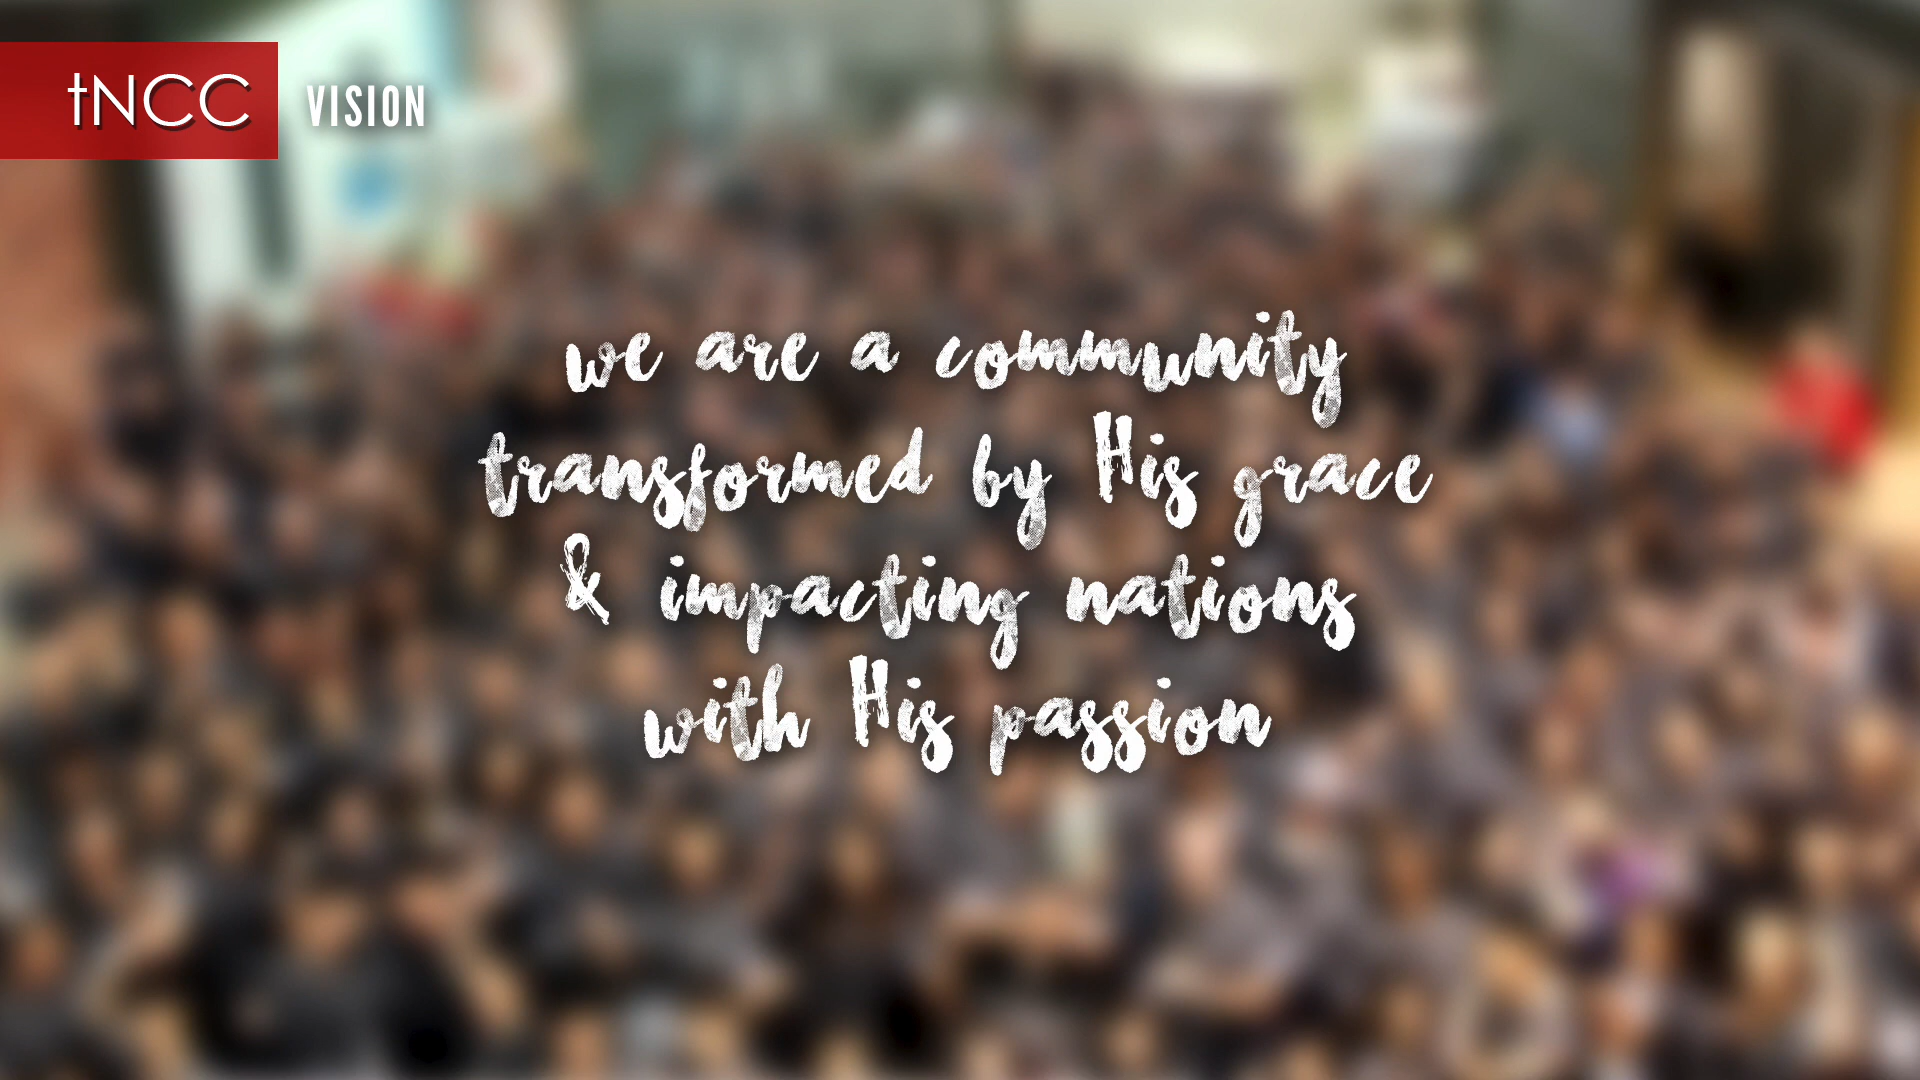 tNCC VISION
we are a community
transformed by His grace
& impacting nations
with His passion